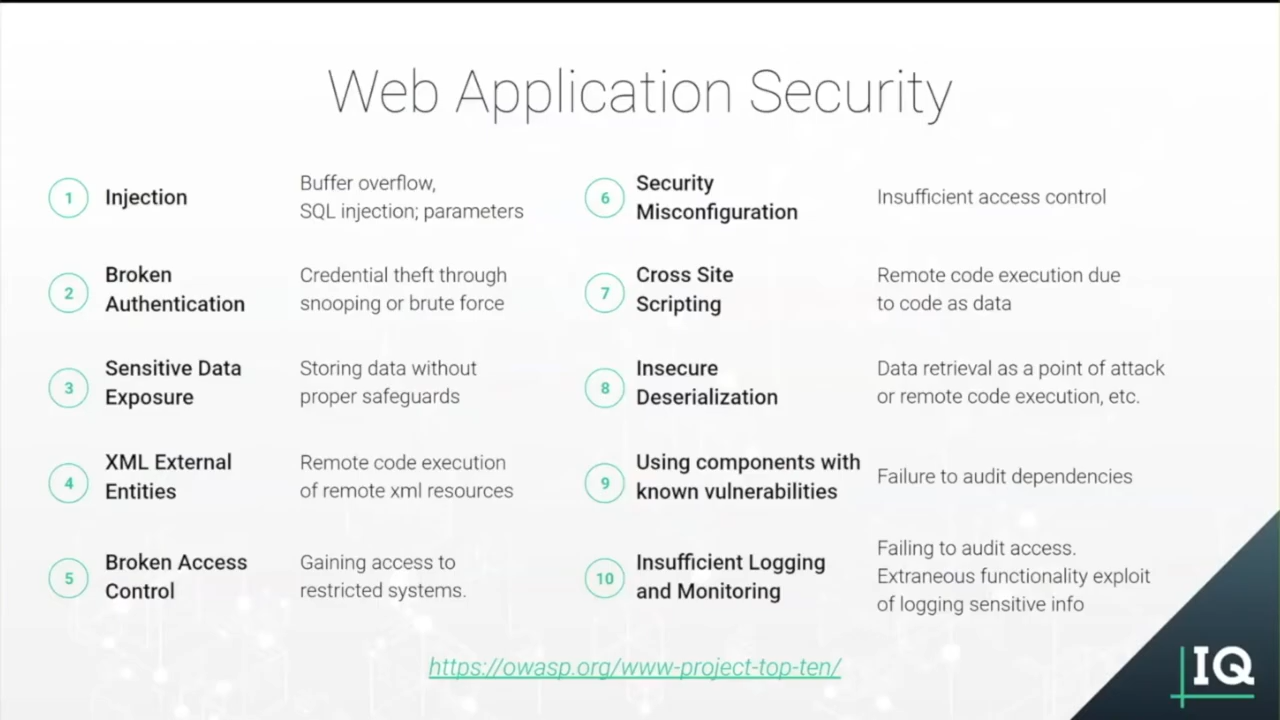 Web Application Security
1
Injection
Buffer overflow,
SQL injection; parameters
2
Broken
Authentication
Credential theft through
snooping or brute force
3
Sensitive Data
Exposure
Storing data without
proper safeguards
4
XML External
Entities
Remote code execution
of remote xml resources
5
Broken Access
Control
Gaining access to
restricted systems.
6
Security
Misconfiguration
Insufficient access control
7
Cross Site
Scripting
Remote code execution due
to code as data
8
Insecure
Deserialization
Data retrieval as a point of attack
or remote code execution, etc.
9
Using components with
known vulnerabilities
Failure to audit dependencies
10
Insufficient Logging
and Monitoring
Failing to audit access.
Extraneous functionality exploit
of logging sensitive info
https://owasp.org/www-project-top-ten/
IQ